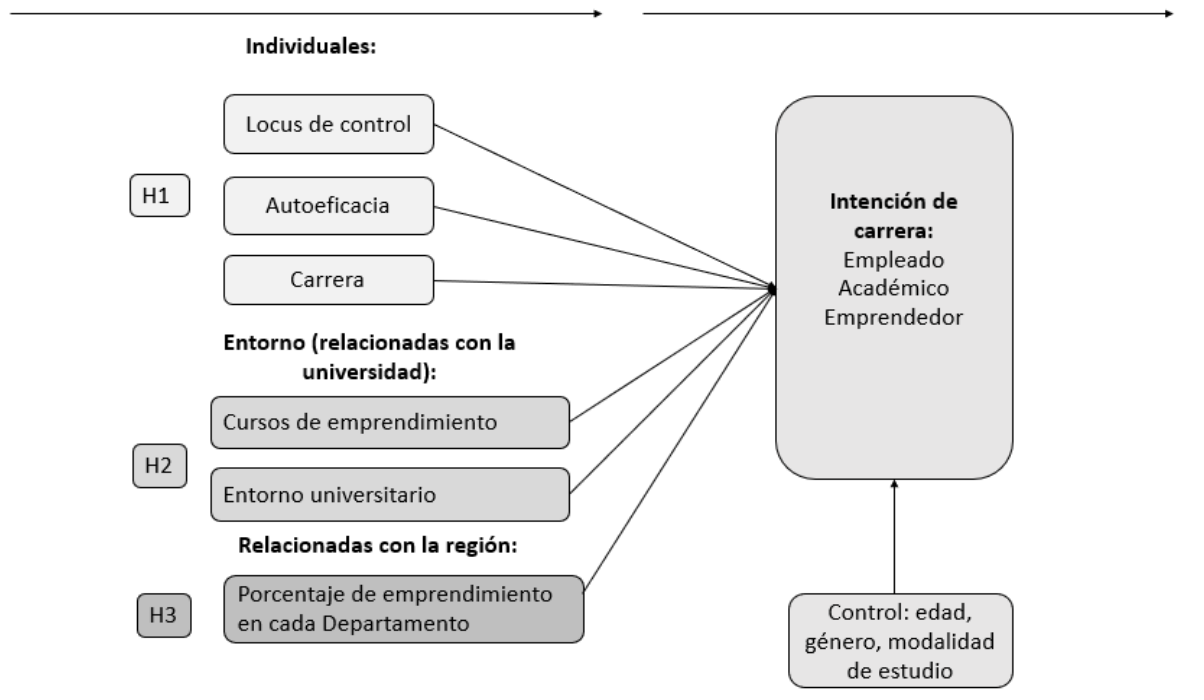 Individuales:
Locus de control
H1
Autoeficacia
Carrera
Entorno (relacionadas con la
universidad):
Cursos de emprendimiento
H2
Entorno universitario
Relacionadas con la región:
H3
Porcentaje de emprendimiento
en cada Departamento
Intención de
carrera:
Empleado
Académico
Emprendedor
Control: edad,
género, modalidad
de estudio